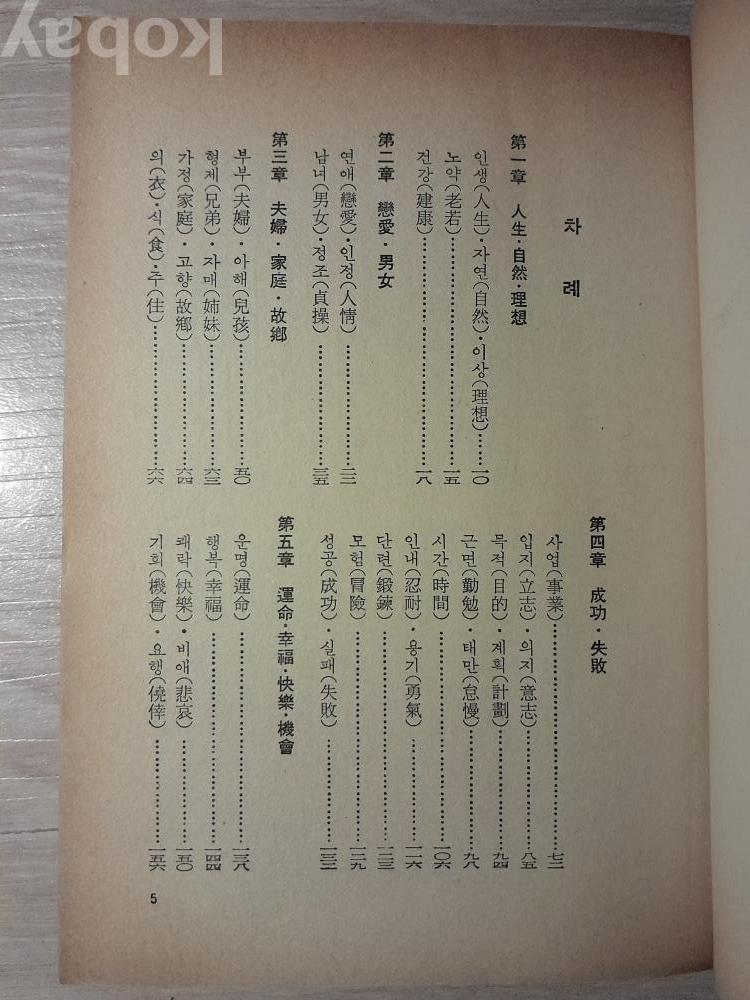 kobay
차례
第一章 人生·自然·理想
인생(人生)·자연(自然)·이상(理想)……一〇
노약(老若)……一五
건강(建康)……一八
第二章 戀愛·男女
연애(戀愛)·인정(人情)……二二
남녀(男女)·정조(貞操)……三五
第三章 夫婦·家庭·故鄕
부부(夫婦)·아해(兒孩)……五〇
형제(兄弟)·자매(姉妹)……六三
가정(家庭)·고향(故鄕)……六四
의(衣)·식(食)·주(住)……六六
第四章 成功·失敗
사업(事業)……七二
입지(立志)·의지(意志)……八五
목적(目的)·계획(計劃)……九四
근면(勤勉)·태만(怠慢)……九八
시간(時間)……一〇六
인내(忍耐)·용기(勇氣)……一一六
단련(鍛鍊)……一二三
모험(冒險)……一二九
성공(成功)·실패(失敗)……一三二
第五章 運命·幸福·快樂·機會
운명(運命)……一三八
행복(幸福)……一四四
쾌락(快樂)·비애(悲哀)……一五〇
기회(機會)·요행(僥倖)……一五六
5